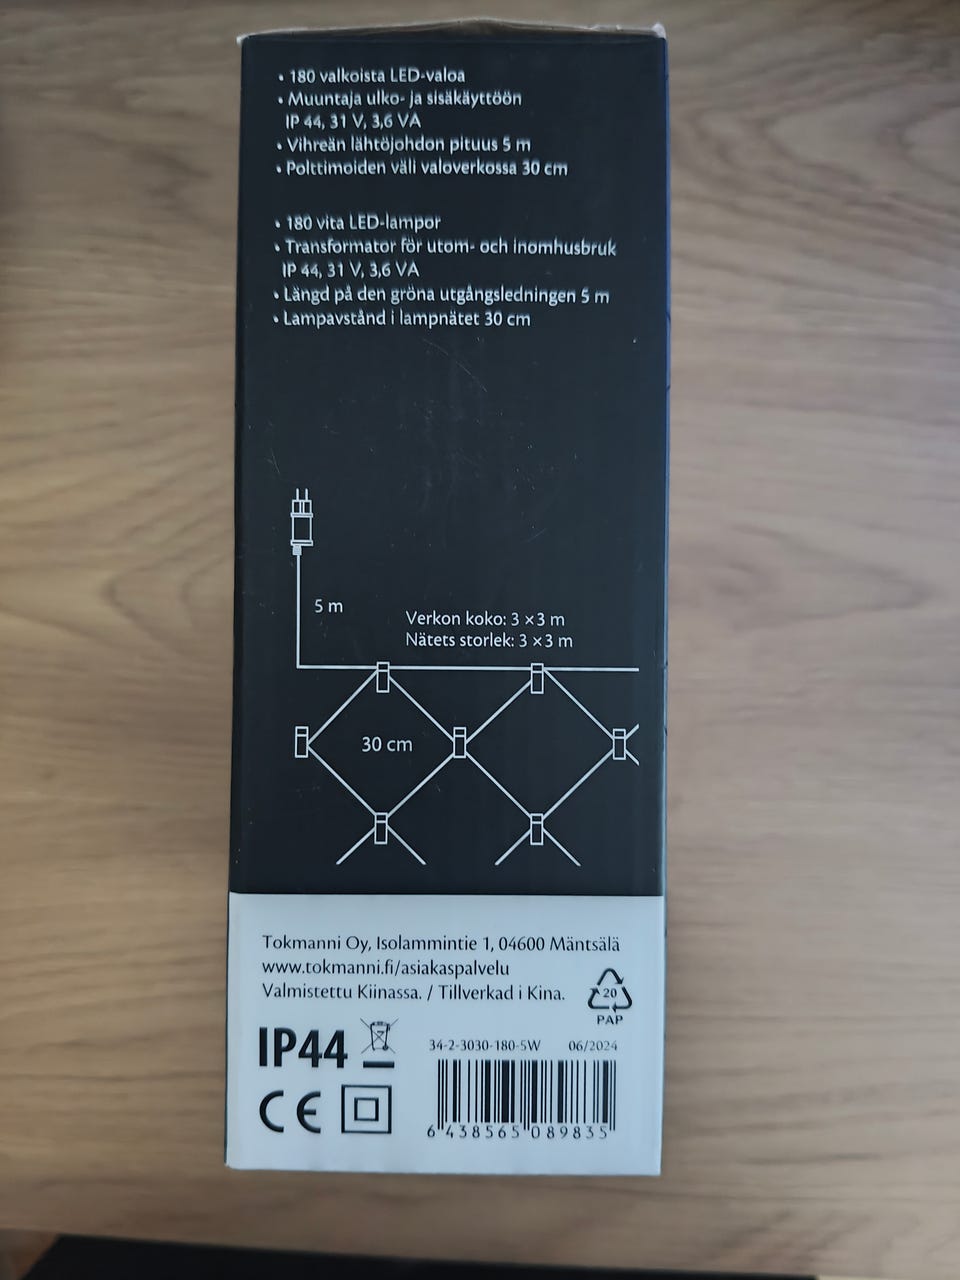 • 180 valkoista LED-valoa
• Muuntaja ulko- ja sisäkäyttöön
IP 44, 31 V, 3,6 VA
• Vihreän lähtöjohdon pituus 5 m
• Polttimoiden väli valoverkossa 30 cm
• 180 vita LED-lampor
• Transformator för utom- och inomhusbruk
IP 44, 31 V, 3,6 VA
• Längd på den gröna utgångsledningen 5 m
• Lampavstånd i lampnätet 30 cm
5 m
Verkon koko: 3 × 3 m
Nätets storlek: 3 × 3 m
30 cm
Tokmanni Oy, Isolammintie 1, 04600 Mäntsälä
www.tokmanni.fi/asiakaspalvelu
Valmistettu Kiinassa. / Tillverkad i Kina.
20
PAP
IP44
34-2-3030-180-5W 06/2024
CE
6 438565 089835